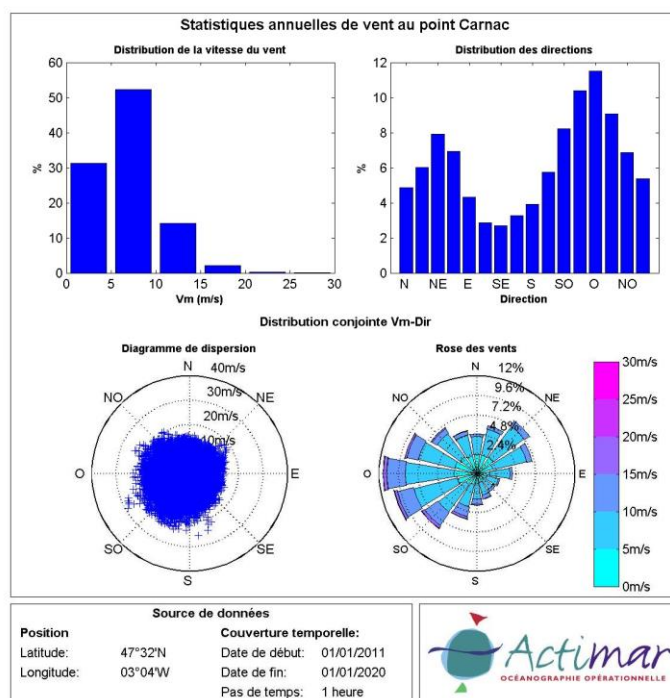 Statistiques annuelles de vent au point Carnac
Distribution de la vitesse du vent
60
50
40
30
20
10
0
%
0 5 10 15 20 25 30
Vm (m/s)
Distribution des directions
12
10
8
6
4
2
0
%
N NE E SE S SO O NO
Direction
Distribution conjointe Vm-Dir
Diagramme de dispersion
N
NE
E
SE
S
SO
O
NO
40m/s
30m/s
20m/s
10m/s
Rose des vents
N
NE
E
SE
S
SO
O
NO
12%
9.6%
7.2%
4.8%
2.4%
30m/s
25m/s
20m/s
15m/s
10m/s
5m/s
0m/s
Source de données
Position
Latitude: 47°32'N
Longitude: 03°04'W
Couverture temporelle:
Date de début: 01/01/2011
Date de fin: 01/01/2020
Pas de temps: 1 heure
Actimar
OCÉANOGRAPHIE OPÉRATIONNELLE